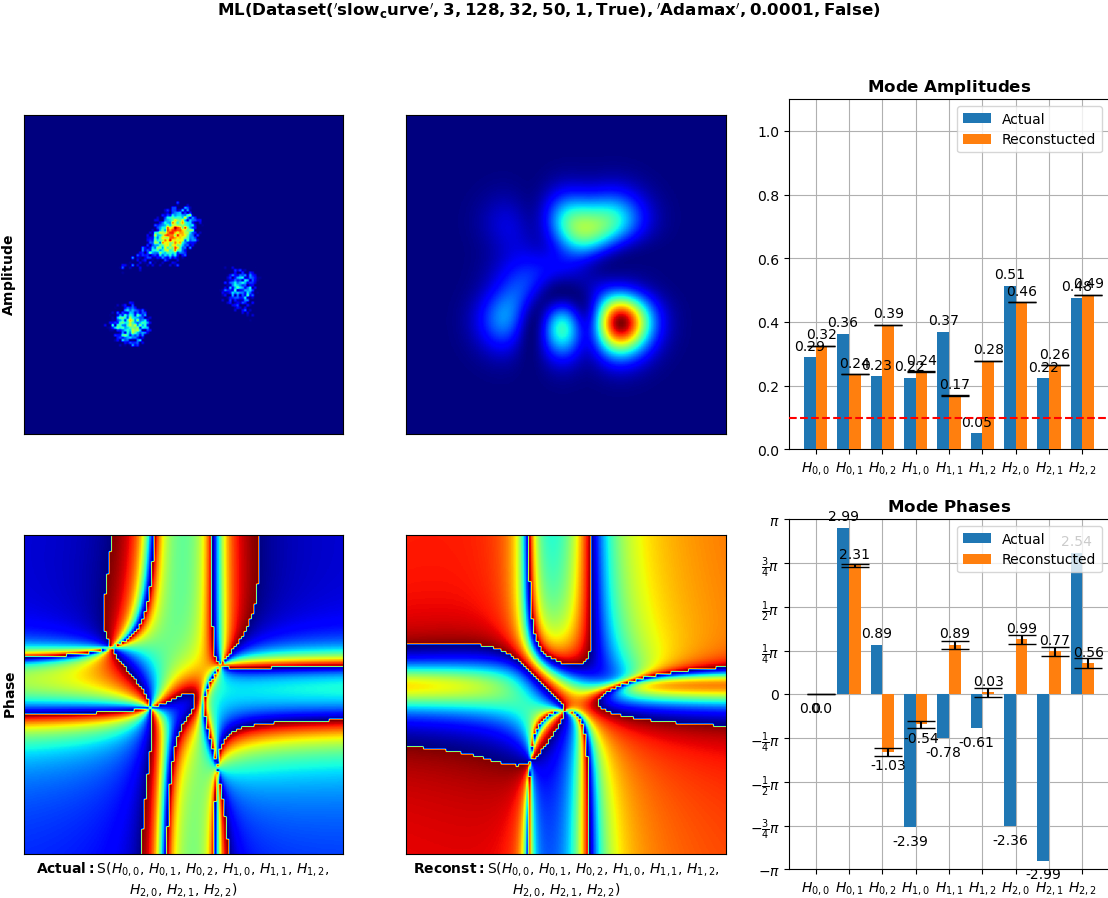 ML(Dataset('slow_curve', 3, 128, 32, 50, 1, True), 'Adamax', 0.0001, False)
Amplitude
Mode Amplitudes
Actual
Reconstucted
1.0
0.8
0.6
0.4
0.2
0.0
0.29
0.32
0.36
0.24
0.23
0.39
0.22
0.24
0.37
0.17
0.05
0.28
0.51
0.46
0.22
0.26
0.48
0.49
H0,0 H0,1 H0,2 H1,0 H1,1 H1,2 H2,0 H2,1 H2,2
Phase
Actual: S(H0,0, H0,1, H0,2, H1,0, H1,1, H1,2,
H2,0, H2,1, H2,2)
Reconst: S(H0,0, H0,1, H0,2, H1,0, H1,1, H1,2,
H2,0, H2,1, H2,2)
Mode Phases
Actual
Reconstucted
π
3/4π
1/2π
1/4π
0
−1/4π
−1/2π
−3/4π
−π
0.0
0.0
2.99
2.31
0.89
-1.03
-2.39
-0.54
-0.78
0.89
-0.61
0.03
-2.36
0.99
-2.99
0.77
2.54
0.56
H0,0 H0,1 H0,2 H1,0 H1,1 H1,2 H2,0 H2,1 H2,2